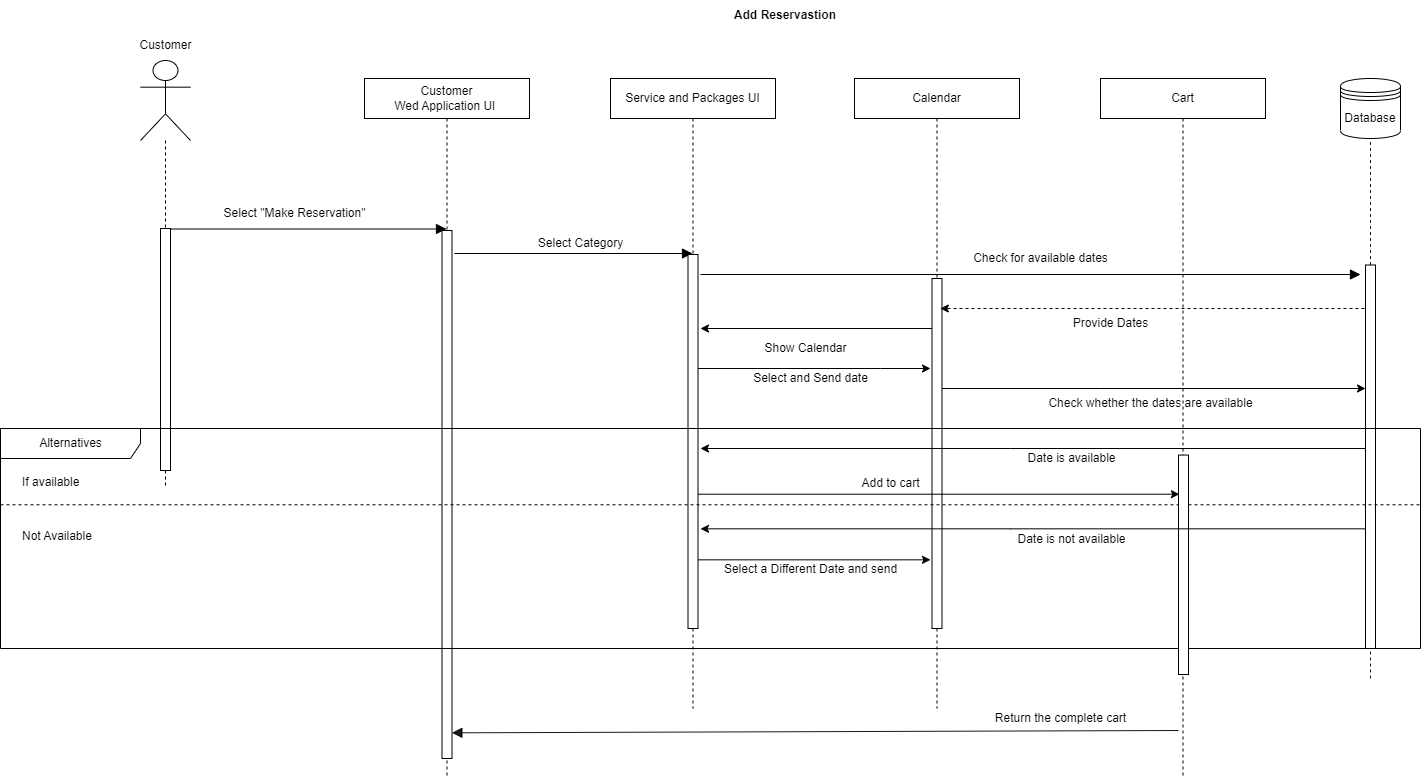 Add Reservastion
Customer
Customer
Wed Application UI
Service and Packages UI
Calendar
Cart
Database
Select "Make Reservation"
Select Category
Check for available dates
Provide Dates
Show Calendar
Select and Send date
Check whether the dates are available
Alternatives
Date is available
If available
Add to cart
Not Available
Date is not available
Select a Different Date and send
Return the complete cart